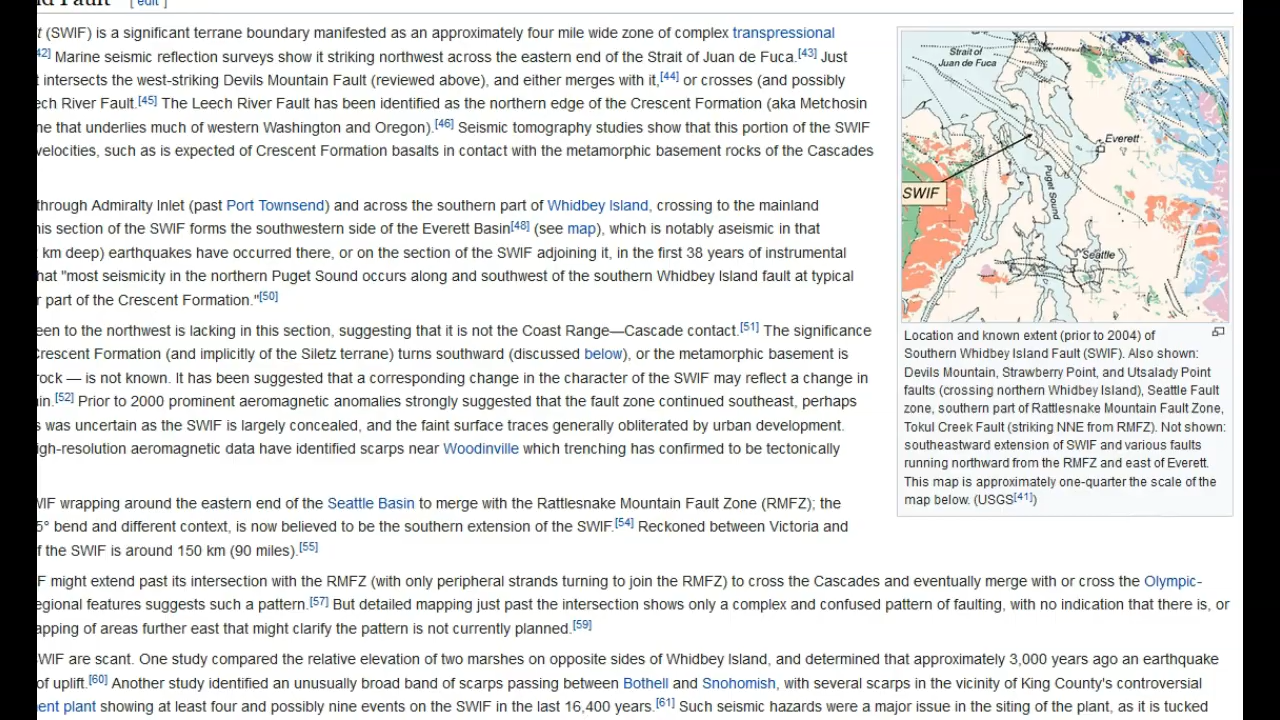 [ edit ]
t (SWIF) is a significant terrane boundary manifested as an approximately four mile wide zone of complex transpressional
42] Marine seismic reflection surveys show it striking northwest across the eastern end of the Strait of Juan de Fuca.[43] Just
t intersects the west-striking Devils Mountain Fault (reviewed above), and either merges with it,[44] or crosses (and possibly
ech River Fault.[45] The Leech River Fault has been identified as the northern edge of the Crescent Formation (aka Metchosin
ne that underlies much of western Washington and Oregon).[46] Seismic tomography studies show that this portion of the SWIF
velocities, such as is expected of Crescent Formation basalts in contact with the metamorphic basement rocks of the Cascades
through Admiralty Inlet (past Port Townsend) and across the southern part of Whidbey Island, crossing to the mainland
his section of the SWIF forms the southwestern side of the Everett Basin[48] (see map), which is notably aseismic in that
km deep) earthquakes have occurred there, or on the section of the SWIF adjoining it, in the first 38 years of instrumental
hat "most seismicity in the northern Puget Sound occurs along and southwest of the southern Whidbey Island fault at typical
r part of the Crescent Formation."[50]
een to the northwest is lacking in this section, suggesting that it is not the Coast Range—Cascade contact.[51] The significance
Crescent Formation (and implicitly of the Siletz terrane) turns southward (discussed below), or the metamorphic basement is
rock — is not known. It has been suggested that a corresponding change in the character of the SWIF may reflect a change in
in.[52] Prior to 2000 prominent aeromagnetic anomalies strongly suggested that the fault zone continued southeast, perhaps
s was uncertain as the SWIF is largely concealed, and the faint surface traces generally obliterated by urban development.
igh-resolution aeromagnetic data have identified scarps near Woodinville which trenching has confirmed to be tectonically
WIF wrapping around the eastern end of the Seattle Basin to merge with the Rattlesnake Mountain Fault Zone (RMFZ); the
5° bend and different context, is now believed to be the southern extension of the SWIF.[54] Reckoned between Victoria and
f the SWIF is around 150 km (90 miles).[55]
F might extend past its intersection with the RMFZ (with only peripheral strands turning to join the RMFZ) to cross the Cascades and eventually merge with or cross the Olympic-
egional features suggests such a pattern.[57] But detailed mapping just past the intersection shows only a complex and confused pattern of faulting, with no indication that there is, or
apping of areas further east that might clarify the pattern is not currently planned.[59]
WIF are scant. One study compared the relative elevation of two marshes on opposite sides of Whidbey Island, and determined that approximately 3,000 years ago an earthquake
of uplift.[60] Another study identified an unusually broad band of scarps passing between Bothell and Snohomish, with several scarps in the vicinity of King County's controversial
ent plant showing at least four and possibly nine events on the SWIF in the last 16,400 years.[61] Such seismic hazards were a major issue in the siting of the plant, as it is tucked
Strait of
Juan de Fuca
Everett
SWIF
Puget Sound
Seattle
Location and known extent (prior to 2004) of
Southern Whidbey Island Fault (SWIF). Also shown:
Devils Mountain, Strawberry Point, and Utsalady Point
faults (crossing northern Whidbey Island), Seattle Fault
zone, southern part of Rattlesnake Mountain Fault Zone,
Tokul Creek Fault (striking NNE from RMFZ). Not shown:
southeastward extension of SWIF and various faults
running northward from the RMFZ and east of Everett.
This map is approximately one-quarter the scale of the
map below. (USGS[41])